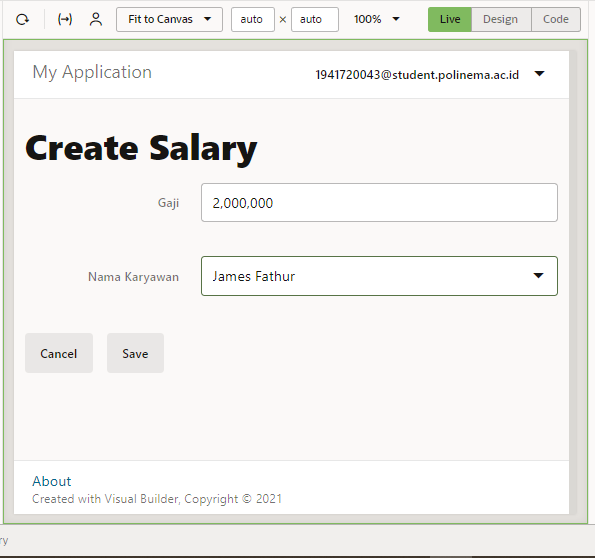 Fit to Canvas auto × auto 100% Live Design Code
My Application 1941720043@student.polinema.ac.id
Create Salary
Gaji 2,000,000
Nama Karyawan James Fathur
Cancel Save
About
Created with Visual Builder, Copyright © 2021
ry